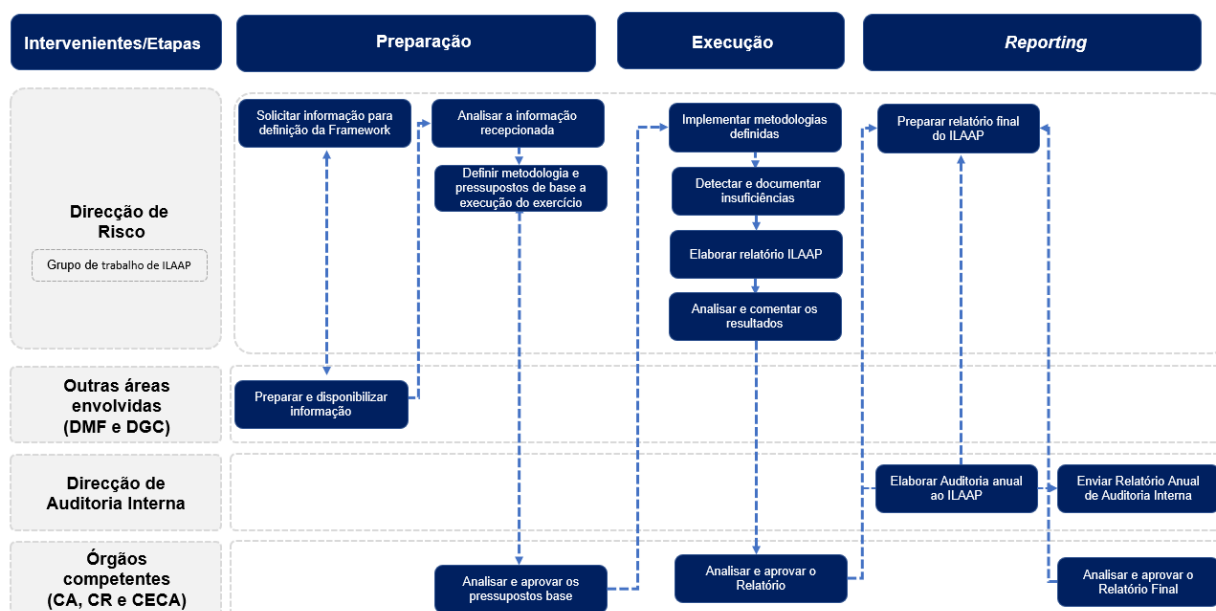 Intervenientes/Etapas
Preparação
Execução
Reporting
Direcção de
Risco
Grupo de trabalho de ILAAP
Solicitar informação para
definição da Framework
Analisar a informação
recepcionada
Definir metodologia e
pressupostos de base a
execução do exercício
Implementar metodologias
definidas
Detectar e documentar
insuficiências
Elaborar relatório ILAAP
Analisar e comentar os
resultados
Preparar relatório final
do ILAAP
Outras áreas
envolvidas
(DMF e DGC)
Preparar e disponibilizar
informação
Direcção de
Auditoria Interna
Elaborar Auditoria anual
ao ILAAP
Enviar Relatório Anual
de Auditoria Interna
Órgãos
competentes
(CA, CR e CECA)
Analisar e aprovar os
pressupostos base
Analisar e aprovar o
Relatório
Analisar e aprovar o
Relatório Final